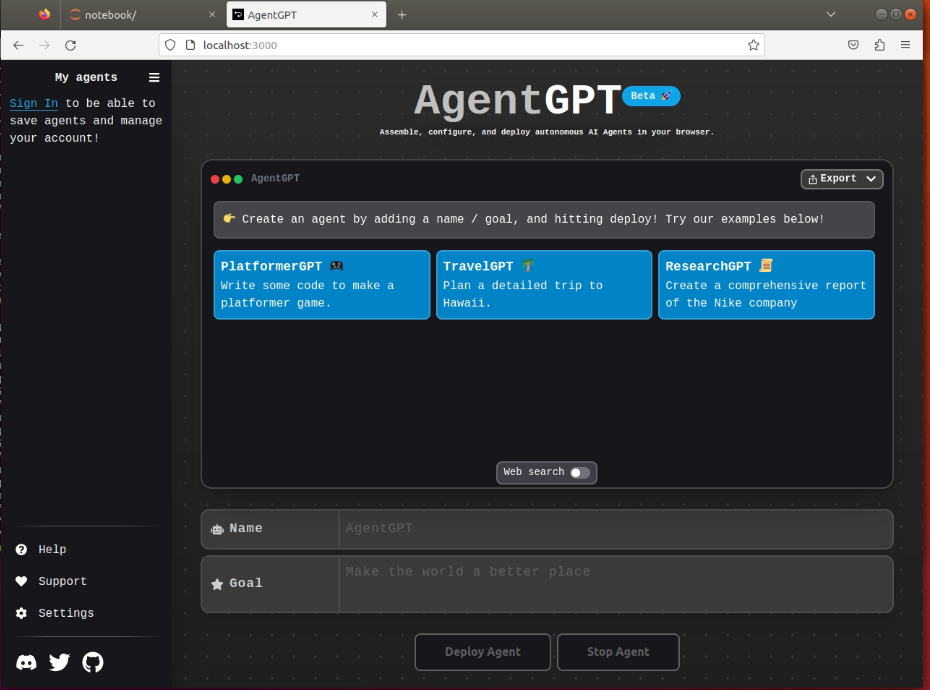 notebook/
AgentGPT
localhost:3000
My agents
Sign In to be able to
save agents and manage
your account!
Help
Support
Settings
AgentGPT
Beta
Assemble, configure, and deploy autonomous AI Agents in your browser.
AgentGPT
Export
👉 Create an agent by adding a name / goal, and hitting deploy! Try our examples below!
PlatformerGPT 🎮
Write some code to make a
platformer game.
TravelGPT 🌴
Plan a detailed trip to
Hawaii.
ResearchGPT 📜
Create a comprehensive report
of the Nike company
Web search
Name
AgentGPT
Goal
Make the world a better place
Deploy Agent
Stop Agent